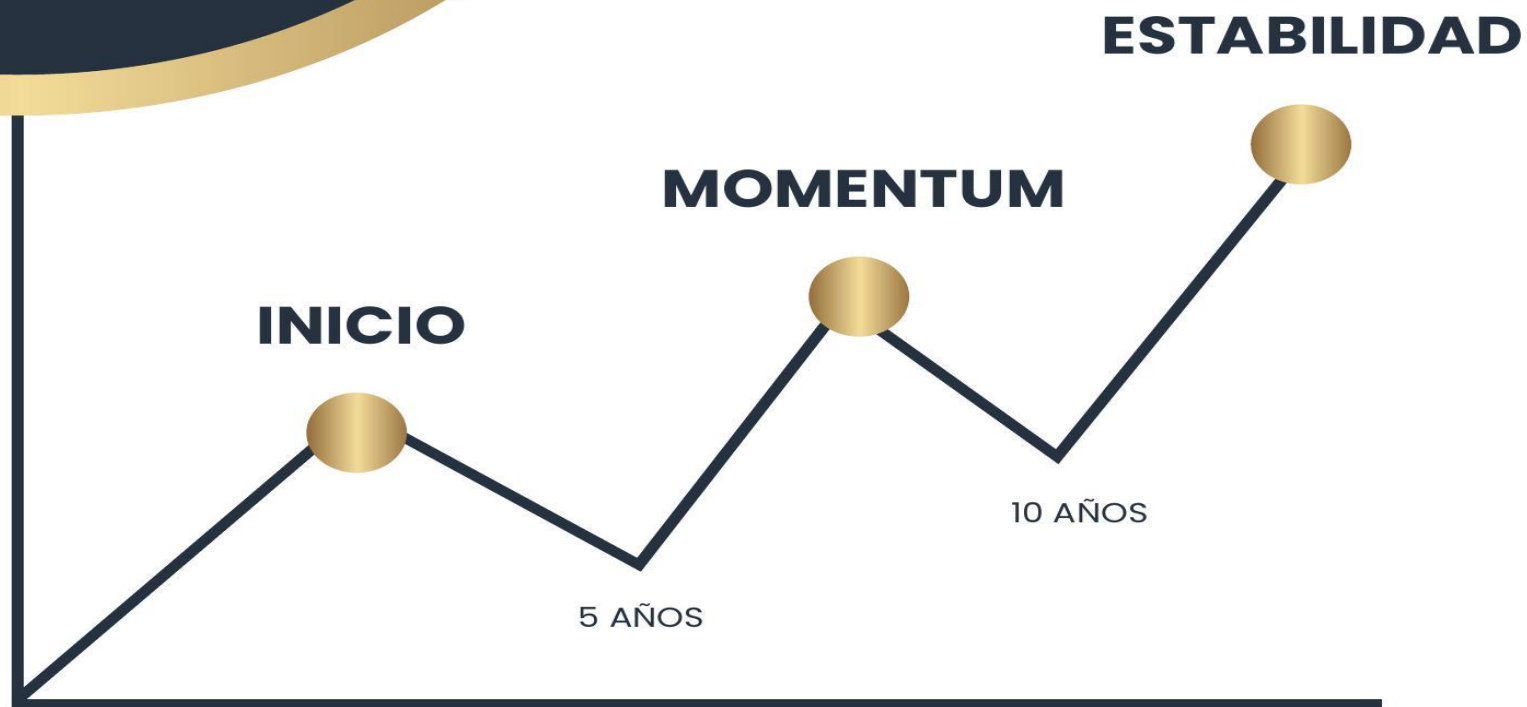 ESTABILIDAD
MOMENTUM
INICIO
10 AÑOS
5 AÑOS